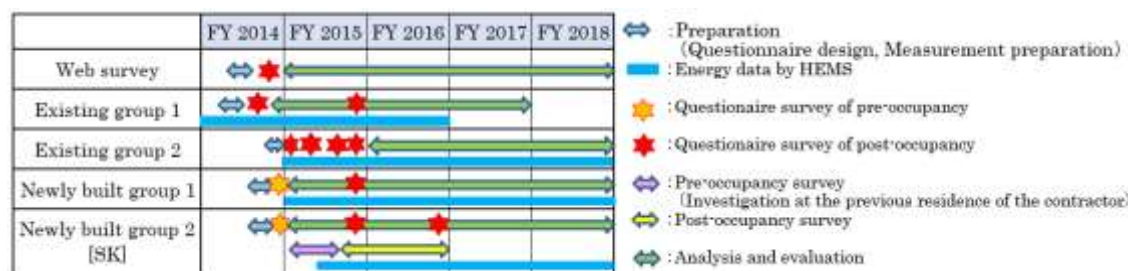 FY 2014 FY 2015 FY 2016 FY 2017 FY 2018
Web survey
Existing group 1
Existing group 2
Newly built group 1
Newly built group 2
[SK]
: Preparation
(Questionnaire design, Measurement preparation)
: Energy data by HEMS
: Questionaire survey of pre-occupancy
: Questionnaire survey of post-occupancy
: Pre-occupancy survey
(Investigation at the previous residence of the contractor)
: Post-occupancy survey
: Analysis and evaluation